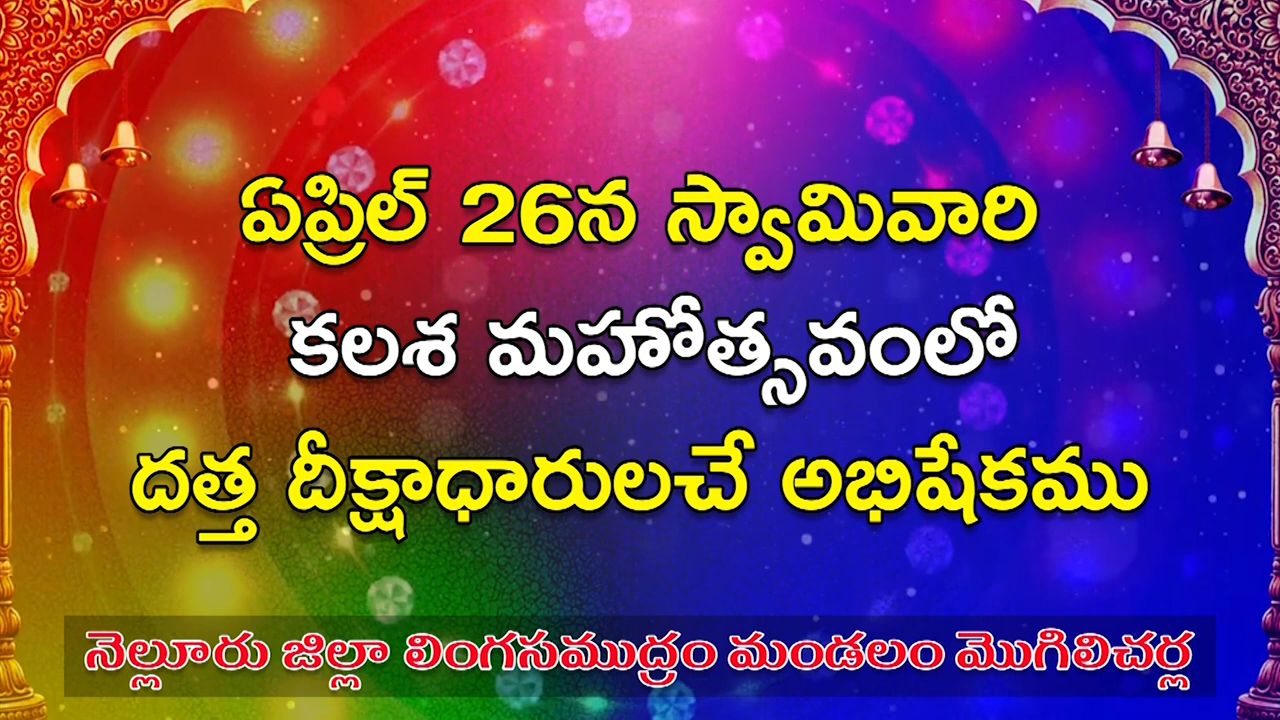 ఏప్రిల్ 26న స్వామివారి
కలశ మహోత్సవంలో
దత్త దీక్షాధారులచే అభిషేకము
నెల్లూరు జిల్లా లింగసముద్రం మండలం మొగిలిచర్ల